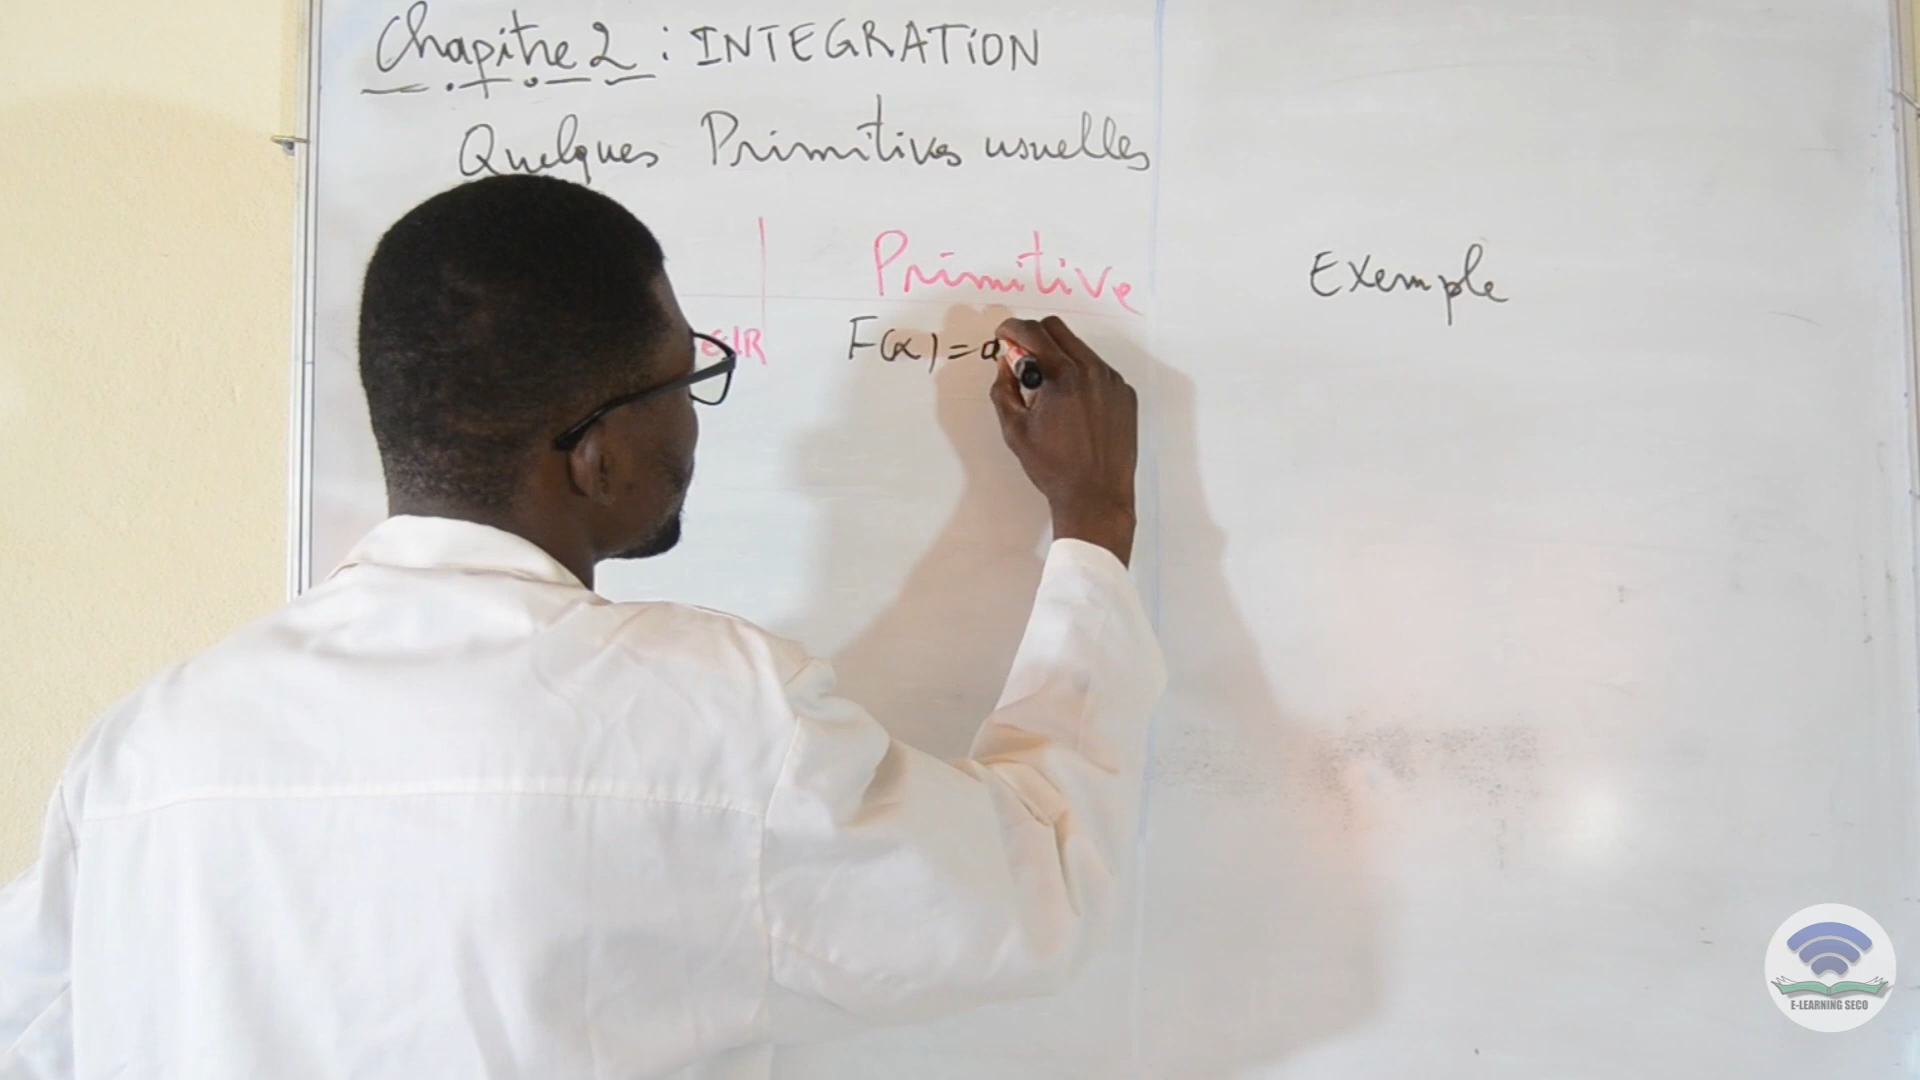 Chapitre 2 : INTEGRATION
Quelques Primitives usuelles
Primitive
Exemple
∈ IR
F(x) = a
E-LEARNING SECO